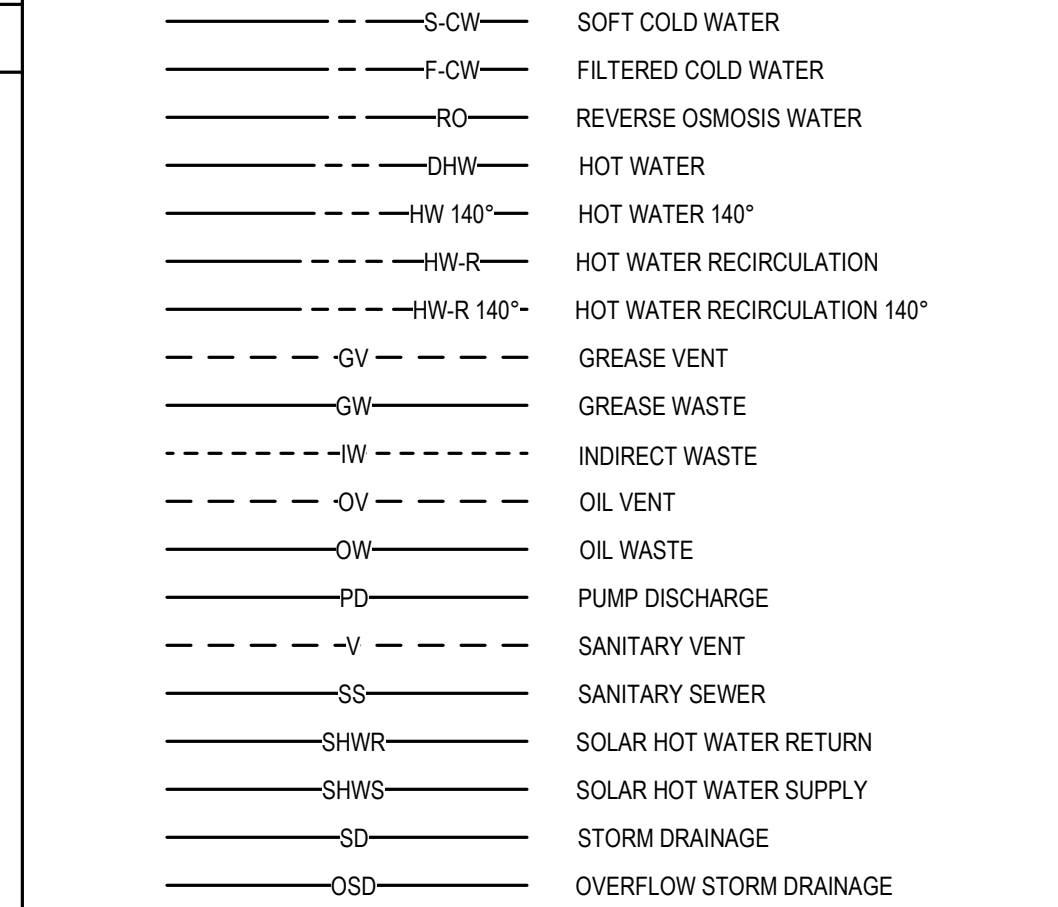 S-CW SOFT COLD WATER
F-CW FILTERED COLD WATER
RO REVERSE OSMOSIS WATER
DHW HOT WATER
HW 140° HOT WATER 140°
HW-R HOT WATER RECIRCULATION
HW-R 140° HOT WATER RECIRCULATION 140°
GV GREASE VENT
GW GREASE WASTE
IW INDIRECT WASTE
OV OIL VENT
OW OIL WASTE
PD PUMP DISCHARGE
V SANITARY VENT
SS SANITARY SEWER
SHWR SOLAR HOT WATER RETURN
SHWS SOLAR HOT WATER SUPPLY
SD STORM DRAINAGE
OSD OVERFLOW STORM DRAINAGE